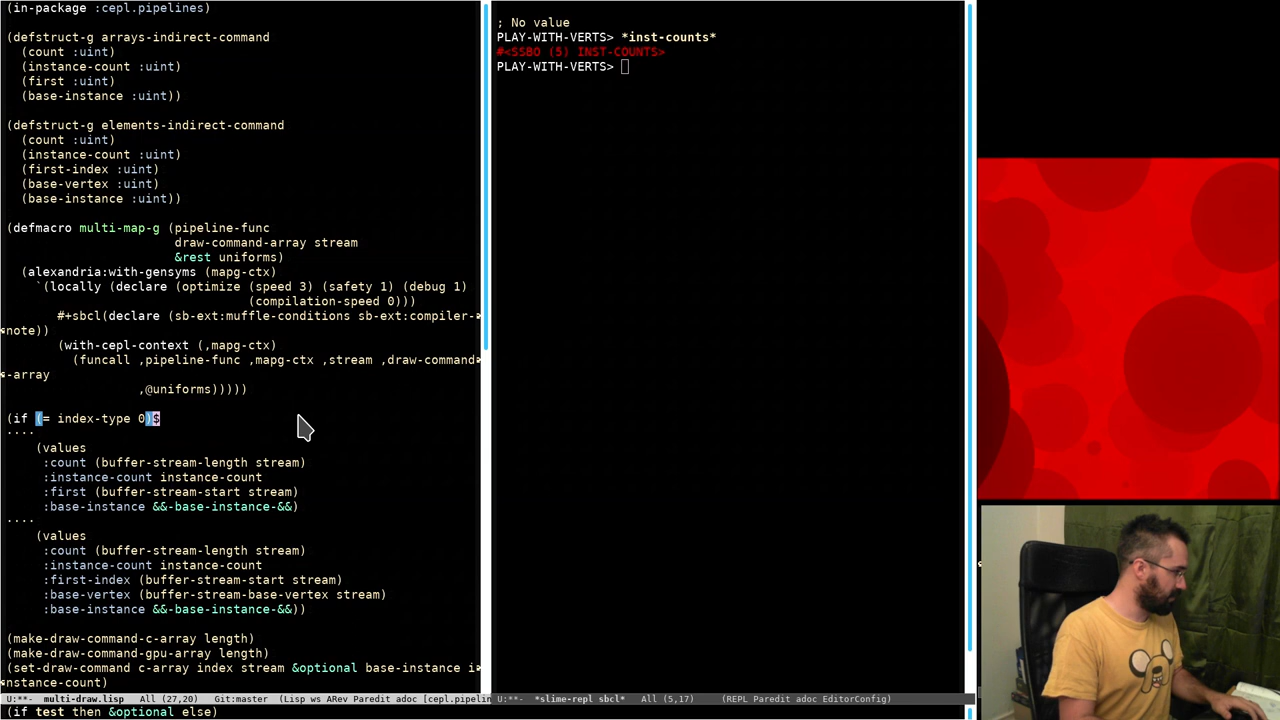 (in-package :cepl.pipelines)
(defstruct-g arrays-indirect-command
(count :uint)
(instance-count :uint)
(first :uint)
(base-instance :uint))
(defstruct-g elements-indirect-command
(count :uint)
(instance-count :uint)
(first-index :uint)
(base-vertex :uint)
(base-instance :uint))
(defmacro multi-map-g (pipeline-func
draw-command-array stream
&rest uniforms)
(alexandria:with-gensyms (mapg-ctx)
`(locally (declare (optimize (speed 3) (safety 1) (debug 1)
(compilation-speed 0)))
#+sbcl(declare (sb-ext:muffle-conditions sb-ext:compiler-
note))
(with-cepl-context (,mapg-ctx)
(funcall ,pipeline-func ,mapg-ctx ,stream ,draw-command
-array
,@uniforms)))))
(if (= index-type 0)$
····
(values
:count (buffer-stream-length stream)
:instance-count instance-count
:first (buffer-stream-start stream)
:base-instance &&-base-instance-&&)
····
(values
:count (buffer-stream-length stream)
:instance-count instance-count
:first-index (buffer-stream-start stream)
:base-vertex (buffer-stream-base-vertex stream)
:base-instance &&-base-instance-&&))
(make-draw-command-c-array length)
(make-draw-command-gpu-array length)
(set-draw-command c-array index stream &optional base-instance i
nstance-count)
U:**-  multi-draw.lisp   All (27,20)   Git:master   (Lisp ws ARev Paredit adoc [cepl.pipelin
(if test then &optional else)
; No value
PLAY-WITH-VERTS> *inst-counts*
#<SSBO (5) INST-COUNTS>
PLAY-WITH-VERTS>
U:**-  *slime-repl sbcl*   All (5,17)   (REPL Paredit adoc EditorConfig)